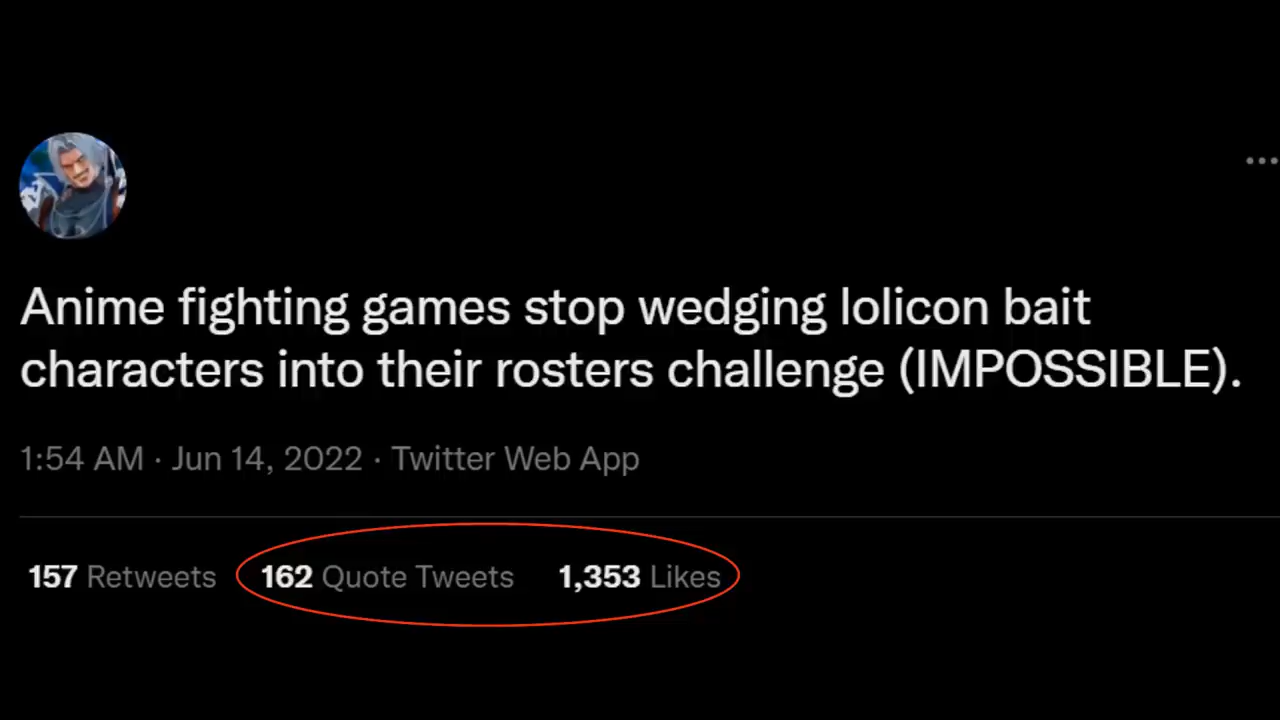 Anime fighting games stop wedging lolicon bait
characters into their rosters challenge (IMPOSSIBLE).
1:54 AM · Jun 14, 2022 · Twitter Web App
157 Retweets 162 Quote Tweets 1,353 Likes